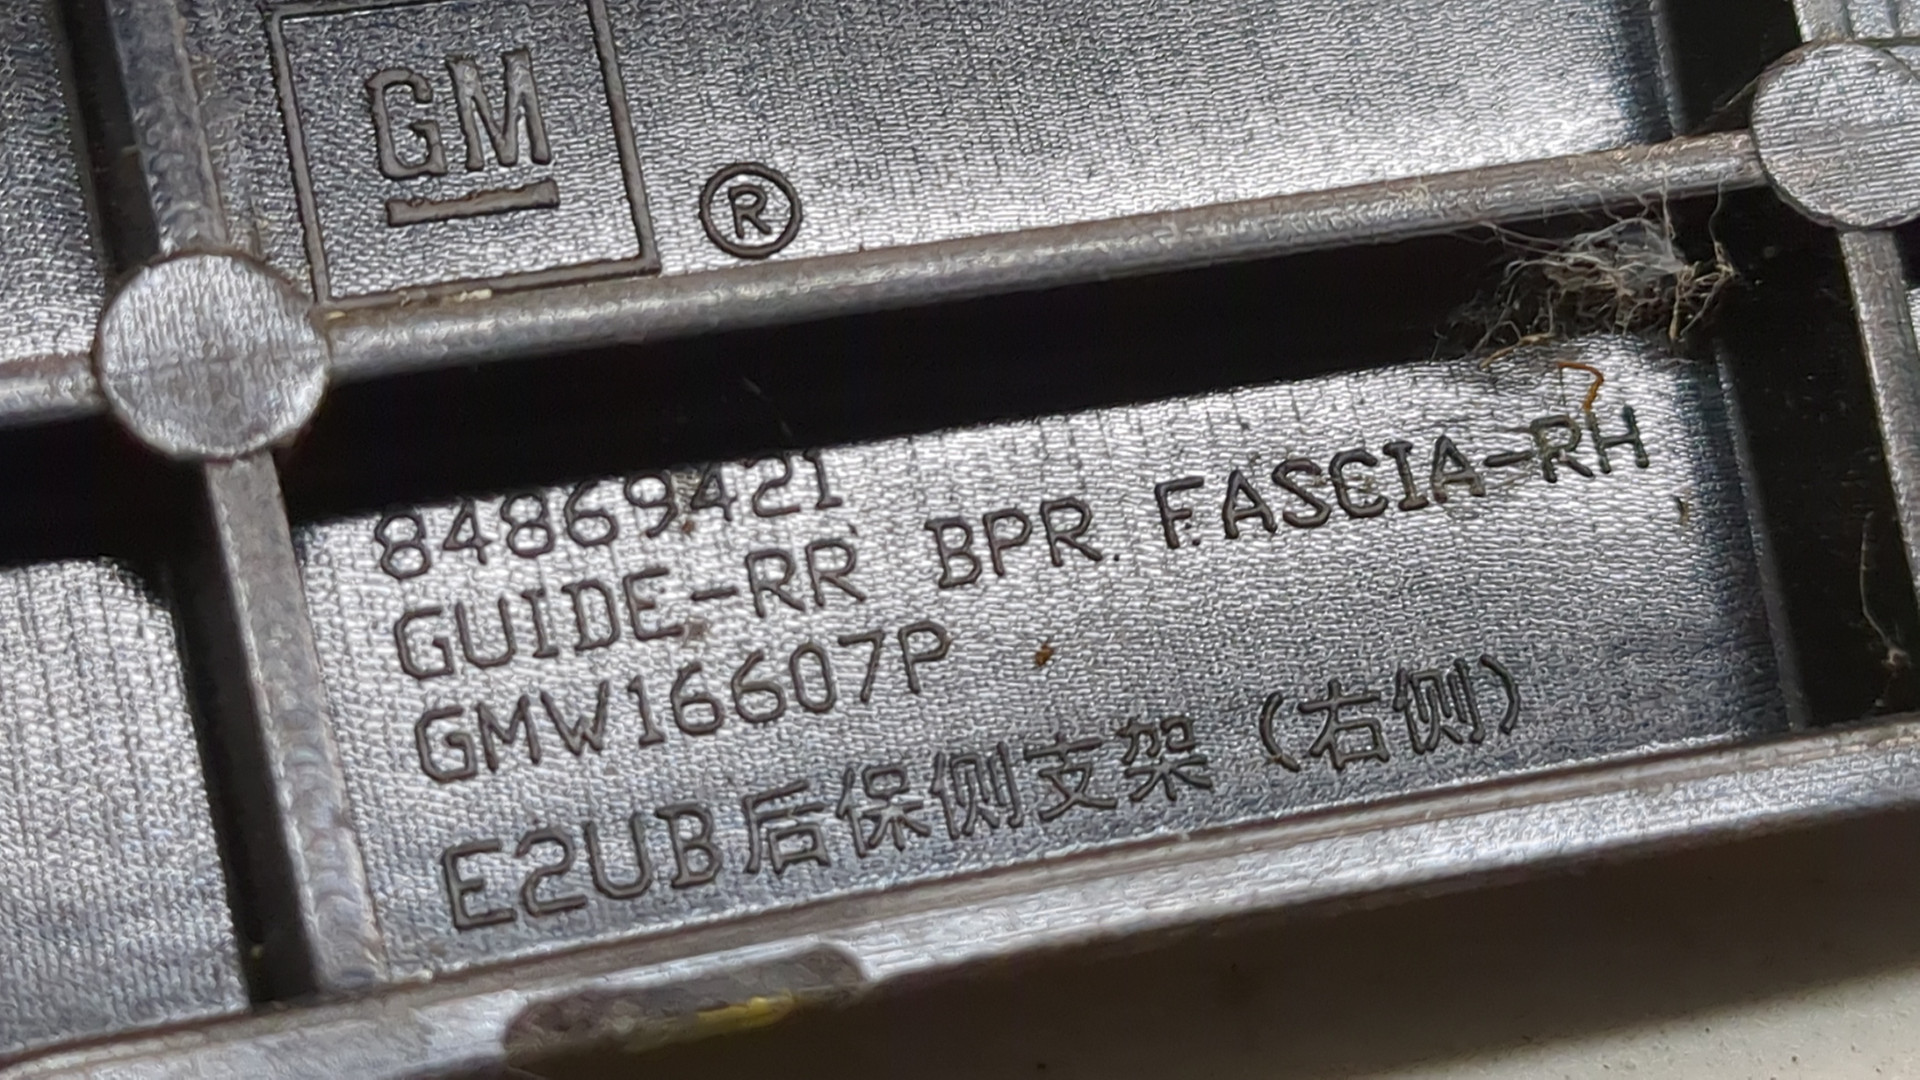 GM
®
84869421
GUIDE-RR BPR FASCIA-RH
GMW16607P
E2UB后保侧支架(右侧)